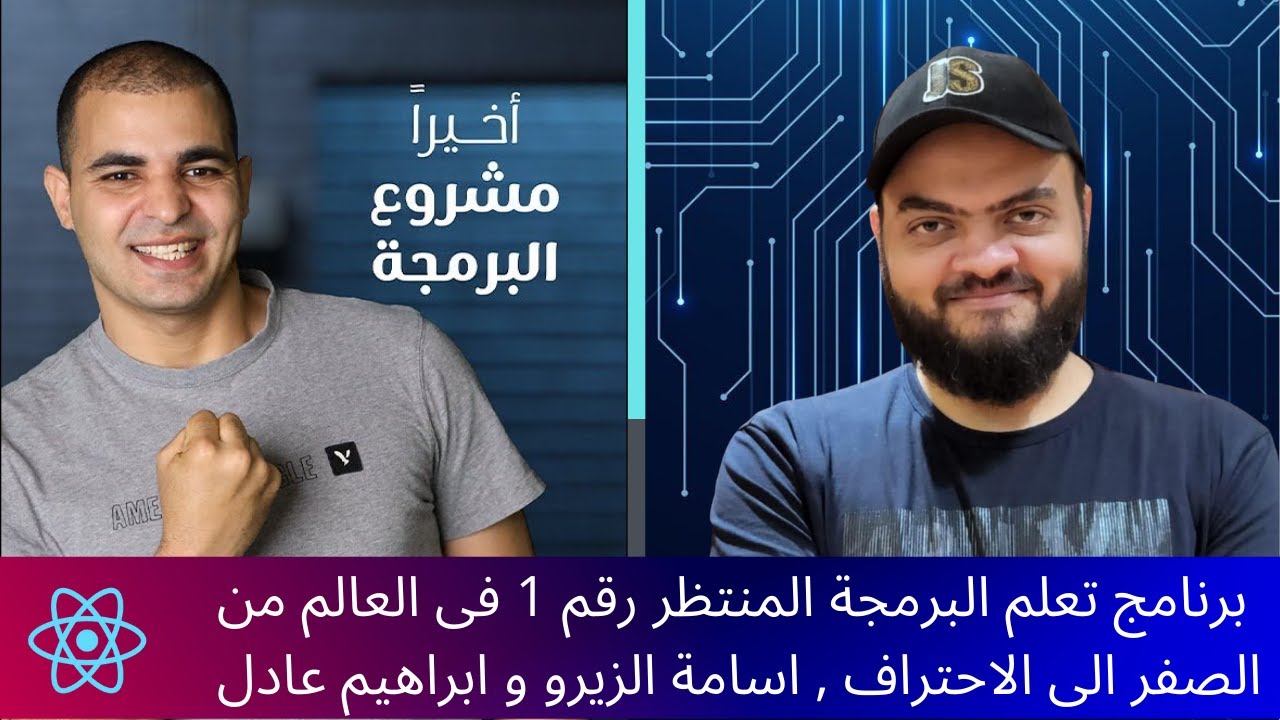 أخيراً
مشروع
البرمجة
JS
برنامج تعلم البرمجة المنتظر رقم 1 فى العالم من
الصفر الى الاحتراف , اسامة الزيرو و ابراهيم عادل